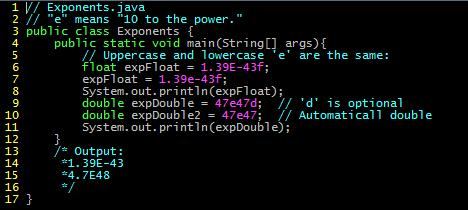 1 // Exponents.java
2 // "e" means "10 to the power."
3 public class Exponents {
4 public static void main(String[] args){
5 // Uppercase and lowercase 'e' are the same:
6 float expFloat = 1.39E-43f;
7 expFloat = 1.39e-43f;
8 System.out.println(expFloat);
9 double expDouble = 47e47d; // 'd' is optional
10 double expDouble2 = 47e47; // Automaticall double
11 System.out.println(expDouble);
12 }
13 /* Output:
14 *1.39E-43
15 *4.7E48
16 */
17 }